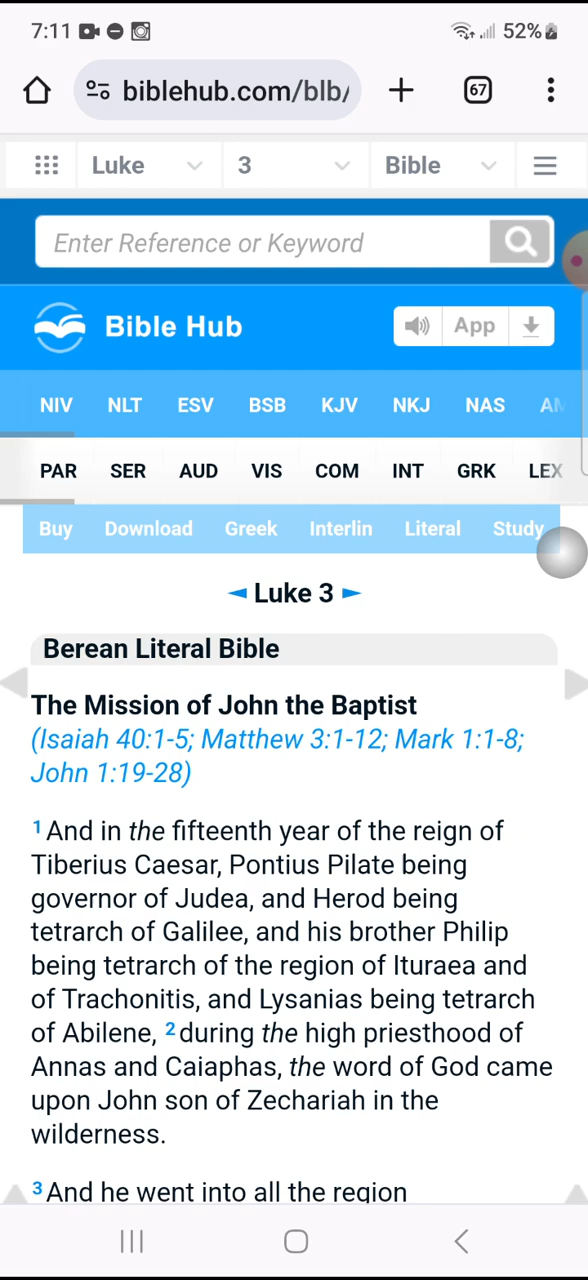 7:11 52%
biblehub.com/blb/ 67
Luke 3 Bible
Enter Reference or Keyword
Bible Hub App
NIV NLT ESV BSB KJV NKJ NAS AM
PAR SER AUD VIS COM INT GRK LEX
Buy Download Greek Interlin Literal Study
◄ Luke 3 ►
Berean Literal Bible
The Mission of John the Baptist
(Isaiah 40:1-5; Matthew 3:1-12; Mark 1:1-8;
John 1:19-28)
1 And in the fifteenth year of the reign of
Tiberius Caesar, Pontius Pilate being
governor of Judea, and Herod being
tetrarch of Galilee, and his brother Philip
being tetrarch of the region of Ituraea and
of Trachonitis, and Lysanias being tetrarch
of Abilene, 2 during the high priesthood of
Annas and Caiaphas, the word of God came
upon John son of Zechariah in the
wilderness.
3 And he went into all the region